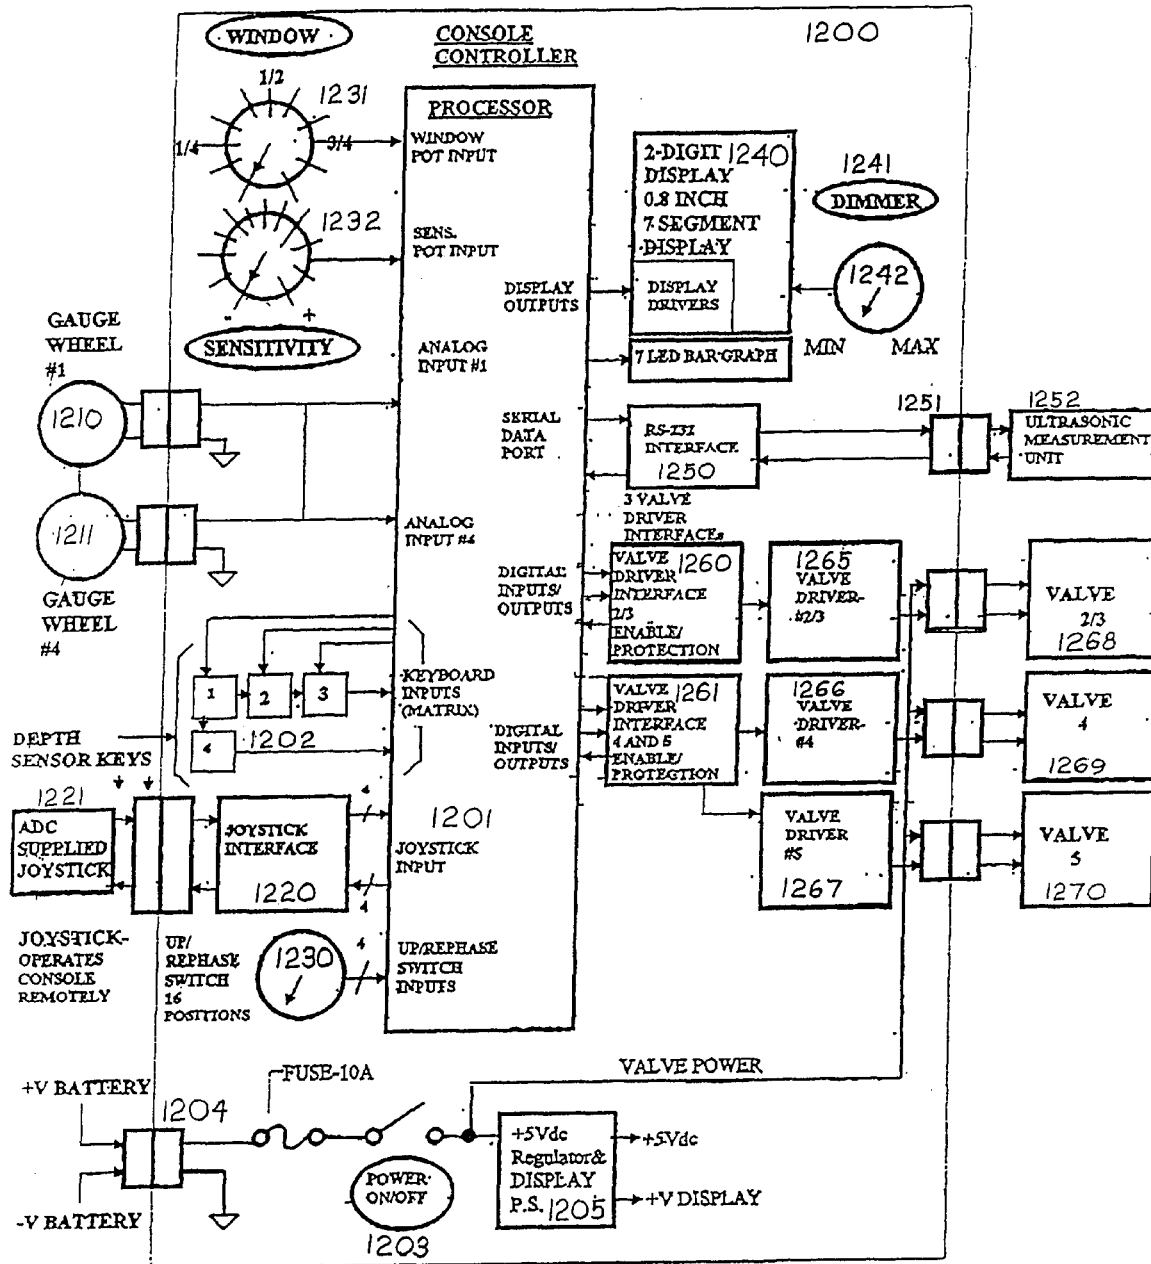 WINDOW
CONSOLE
CONTROLLER
1200
1/2
1231
1/4
3/4
PROCESSOR
WINDOW
POT INPUT
1232
SENS.
POT INPUT
- +
SENSITIVITY
2-DIGIT 1240
DISPLAY
0.8 INCH
7 SEGMENT
DISPLAY
DISPLAY
DRIVERS
1241
DIMMER
1242
MIN MAX
DISPLAY
OUTPUTS
7 LED BAR-GRAPH
GAUGE
WHEEL
#1
1210
ANALOG
INPUT #1
SERIAL
DATA
PORT
RS-232
INTERFACE
1250
1251
1252
ULTRASONIC
MEASUREMENT
UNIT
1211
GAUGE
WHEEL
#4
ANALOG
INPUT #4
3 VALVE
DRIVER
INTERFACEs
DIGITAL
INPUTS/
OUTPUTS
VALVE 1260
DRIVER
INTERFACE
2/3
ENABLE/
PROTECTION
1265
VALVE
DRIVER-
#2/3
VALVE
2/3
1268
1
2
3
4
1202
KEYBOARD
INPUTS
(MATRIX)
DEPTH
SENSOR KEYS
DIGITAL
INPUTS/
OUTPUTS
VALVE 1261
DRIVER
INTERFACE
4 AND 5
ENABLE/
PROTECTION
1266
VALVE
DRIVER-
#4
VALVE
4
1269
1221
ADC
SUPPLIED
JOYSTICK
JOYSTICK
INTERFACE
1220
4
4
1201
JOYSTICK
INPUT
VALVE
DRIVER
#5
1267
VALVE
5
1270
JOYSTICK-
OPERATES
CONSOLE
REMOTELY
UP/
REPHASE
SWITCH
16
POSITIONS
1230
4
UP/REPHASE
SWITCH
INPUTS
VALVE POWER
+V BATTERY
1204
FUSE-10A
-V BATTERY
POWER
ON/OFF
1203
+5Vdc
Regulator &
DISPLAY
P.S. 1205
+5Vdc
+V DISPLAY